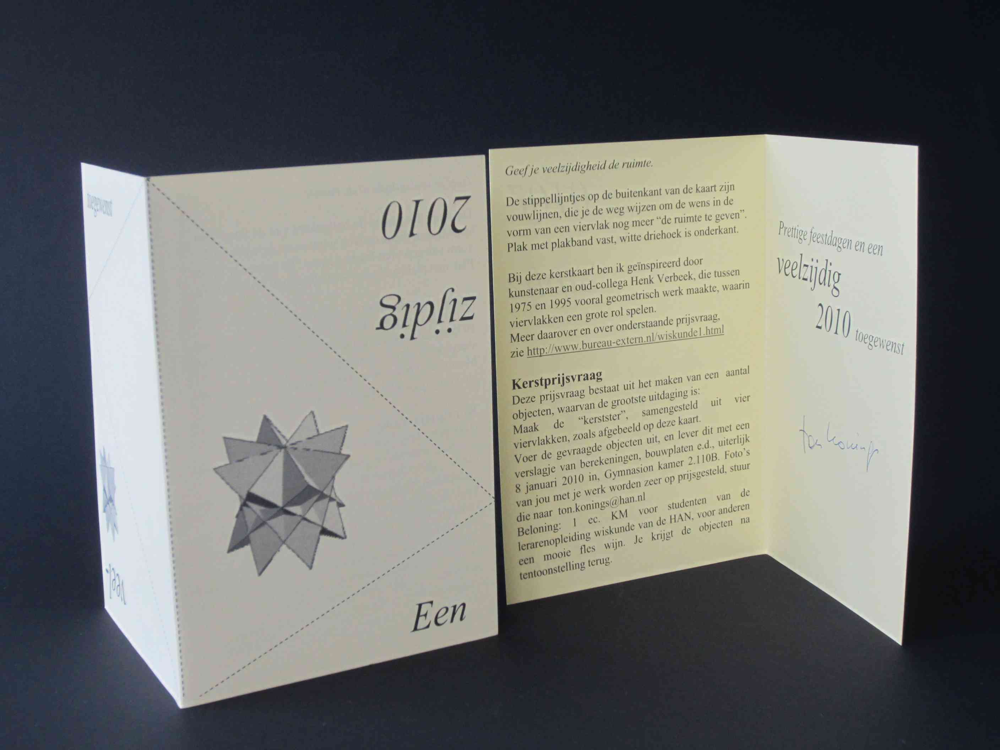 toegewenst
veel-
2010
zijdig
Een
Geef je veelzijdigheid de ruimte.
De stippellijntjes op de buitenkant van de kaart zijn
vouwlijnen, die je de weg wijzen om de wens in de
vorm van een viervlak nog meer “de ruimte te geven”.
Plak met plakband vast, witte driehoek is onderkant.
Bij deze kerstkaart ben ik geïnspireerd door
kunstenaar en oud-collega Henk Verbeek, die tussen
1975 en 1995 vooral geometrisch werk maakte, waarin
viervlakken een grote rol spelen.
Meer daarover en over onderstaande prijsvraag,
zie http://www.bureau-extern.nl/wiskunde1.html
Kerstprijsvraag
Deze prijsvraag bestaat uit het maken van een aantal
objecten, waarvan de grootste uitdaging is:
Maak de “kerstster”, samengesteld uit vier
viervlakken, zoals afgebeeld op deze kaart.
Voer de gevraagde objecten uit, en lever dit met een
verslagje van berekeningen, bouwplaten e.d., uiterlijk
8 januari 2010 in, Gymnasion kamer 2.110B. Foto’s
van jou met je werk worden zeer op prijsgesteld, stuur
die naar ton.konings@han.nl
Beloning: 1 ec. KM voor studenten van de
lerarenopleiding wiskunde van de HAN, voor anderen
een mooie fles wijn. Je krijgt de objecten na
tentoonstelling terug.
Prettige feestdagen en een
veelzijdig
2010 toegewenst
ton konings